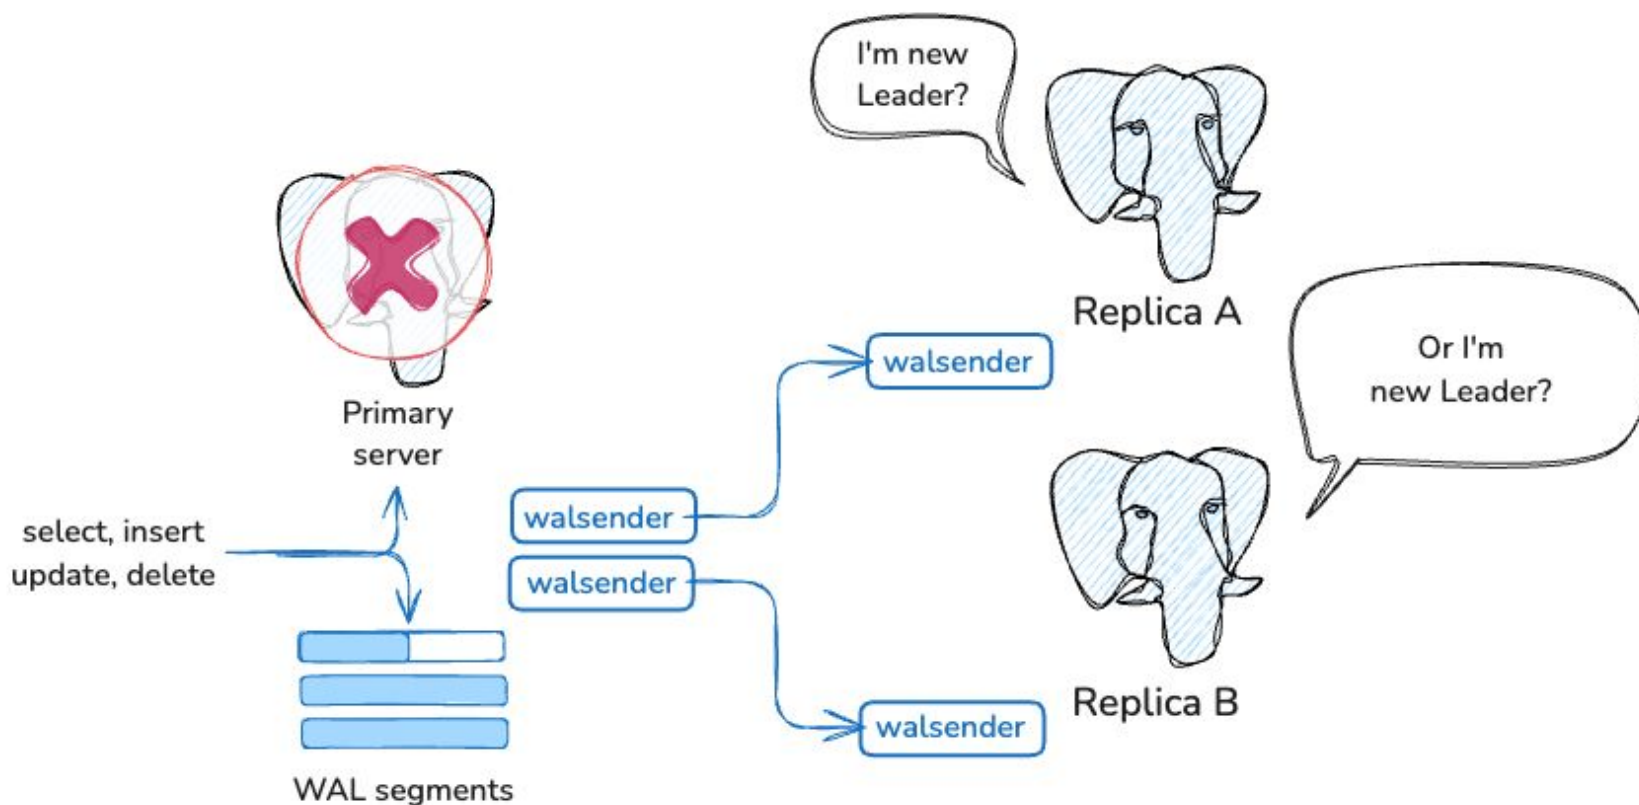 I'm new
Leader?
Replica A
Or I'm
new Leader?
Primary
server
walsender
walsender
walsender
select, insert
update, delete
Replica B
walsender
WAL segments